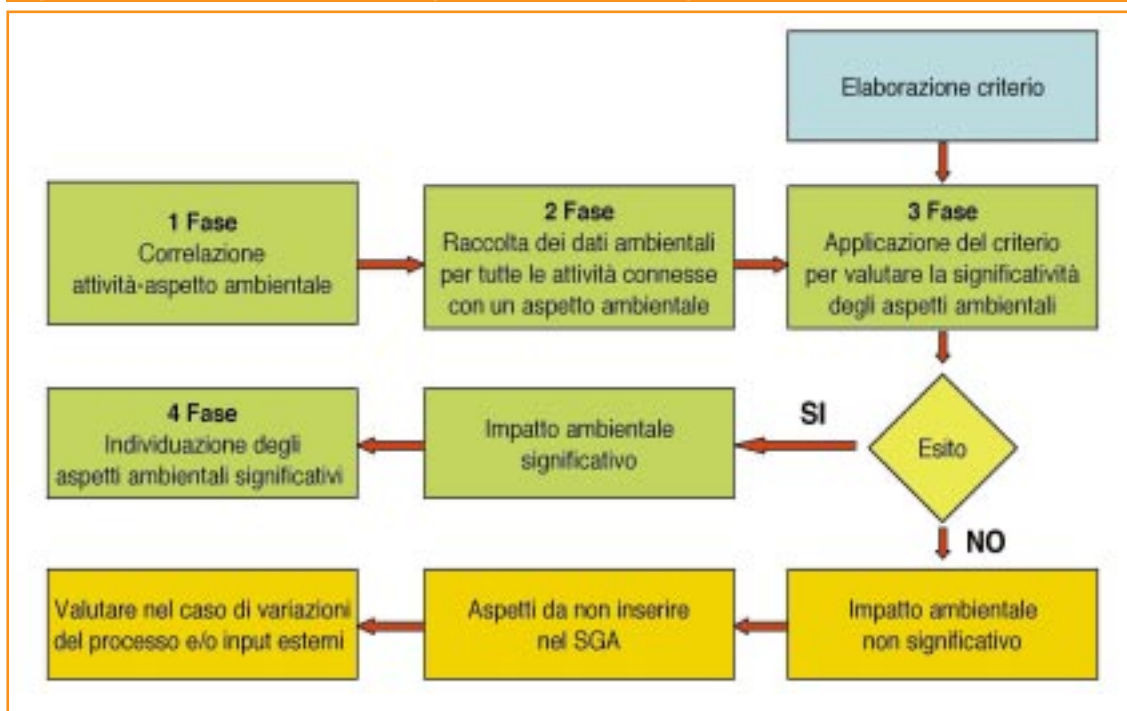 Elaborazione criterio
1 Fase
Correlazione
attività-aspetto ambientale
2 Fase
Raccolta dei dati ambientali
per tutte le attività connesse
con un aspetto ambientale
3 Fase
Applicazione del criterio
per valutare la significatività
degli aspetti ambientali
4 Fase
Individuazione degli
aspetti ambientali significativi
Impatto ambientale
significativo
SI
Esito
NO
Valutare nel caso di variazioni
del processo e/o input esterni
Aspetti da non inserire
nel SGA
Impatto ambientale
non significativo